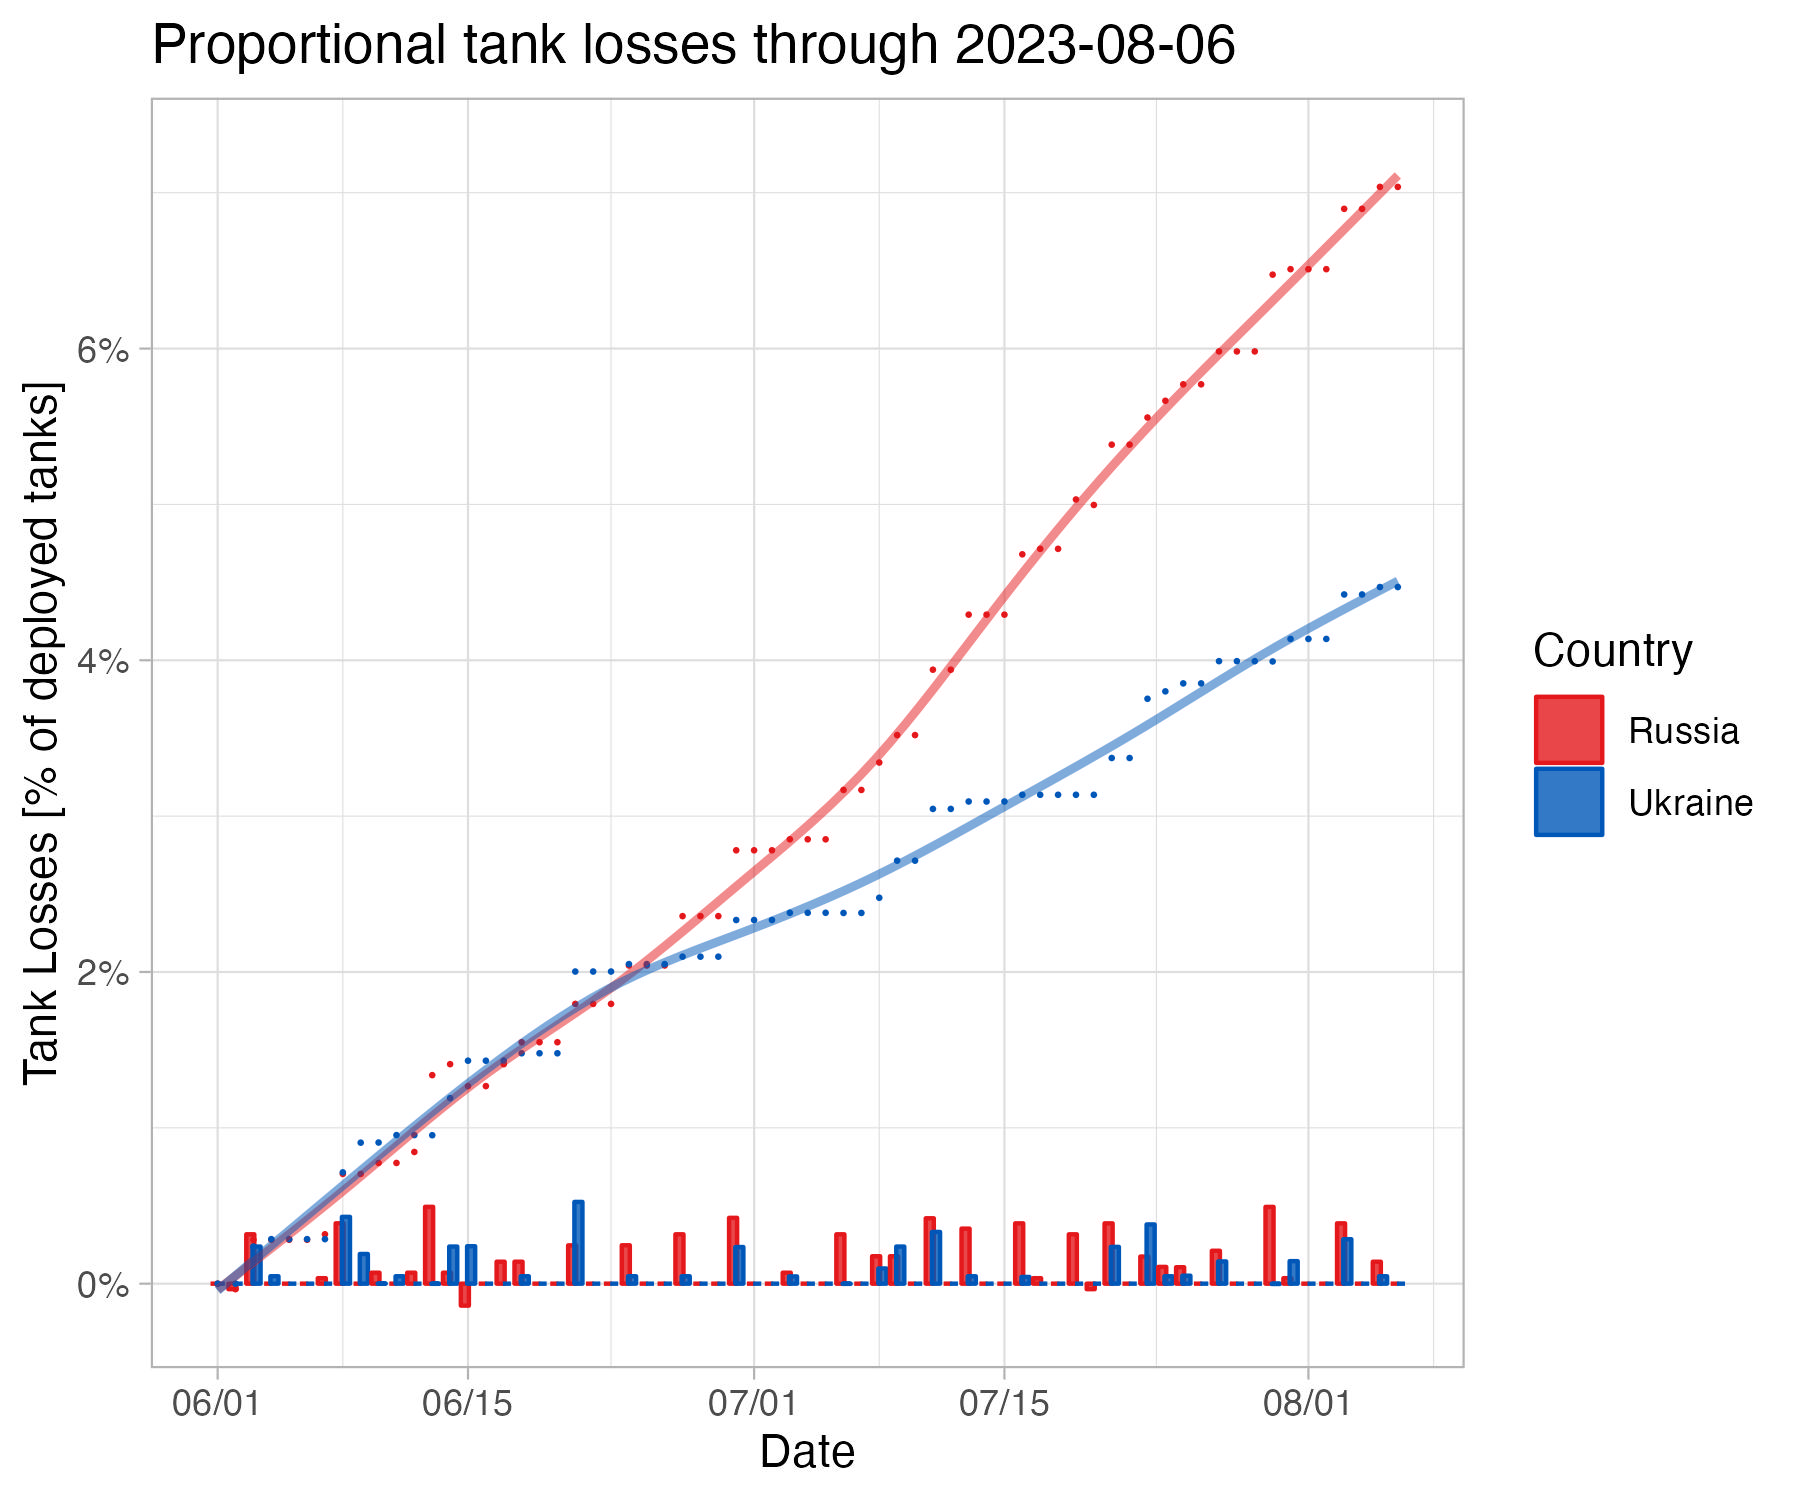 Proportional tank losses through 2023-08-06
Tank Losses [% of deployed tanks]
6%
4%
2%
0%
06/01
06/15
07/01
07/15
08/01
Date
Country
Russia
Ukraine